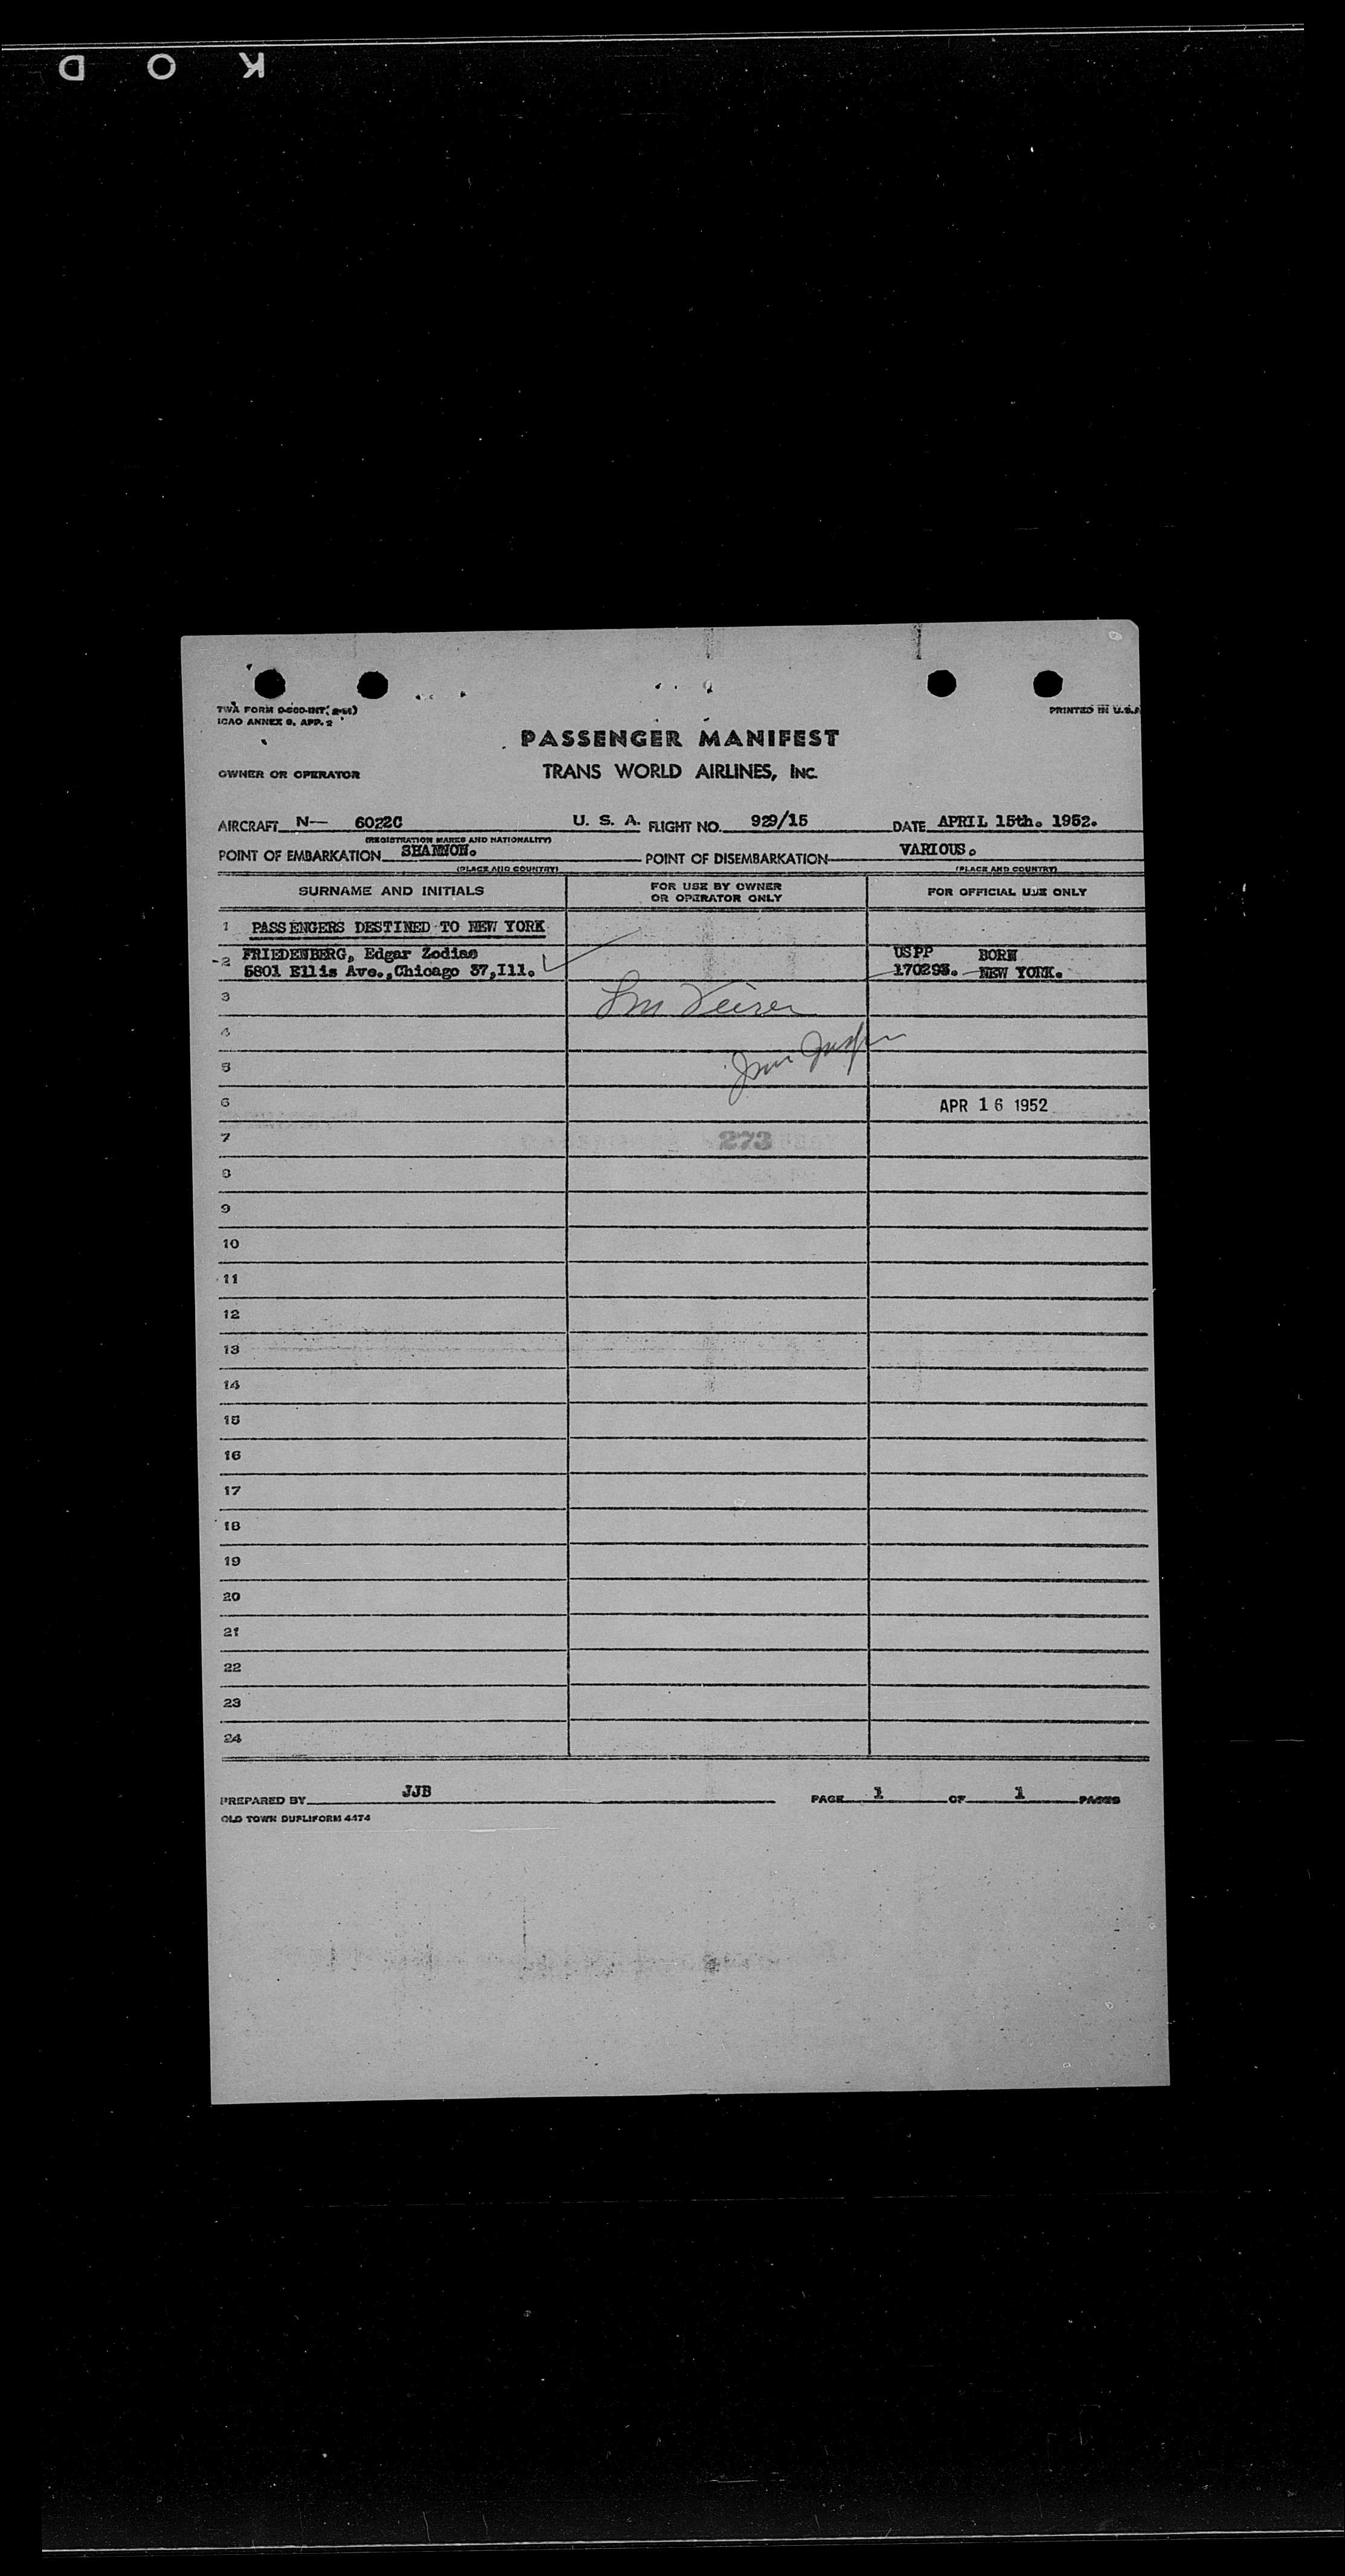 K O D
TWA FORM
ICAO ANNEX 9, APP. 2
PRINTED IN U.S.A
PASSENGER MANIFEST
OWNER OR OPERATOR TRANS WORLD AIRLINES, INC.
AIRCRAFT N— 6022C U. S. A. FLIGHT NO. 929/15 DATE APRIL 15th. 1952.
(REGISTRATION MARKS AND NATIONALITY)
POINT OF EMBARKATION SHANNON. POINT OF DISEMBARKATION VARIOUS.
(PLACE AND COUNTRY) (PLACE AND COUNTRY)
SURNAME AND INITIALS FOR USE BY OWNER OR OPERATOR ONLY FOR OFFICIAL USE ONLY
1 PASSENGERS DESTINED TO NEW YORK
2 FRIEDENBERG, Edgar Zodiac USPP BORN
5801 Ellis Ave.,Chicago 37,Ill. 170293. NEW YORK.
3
4
5
6 APR 16 1952
7 273
8
9
10
11
12
13
14
15
16
17
18
19
20
21
22
23
24
PREPARED BY JJB PAGE 1 OF 1 PAGES
OLD TOWN DUPLIFORM 4474